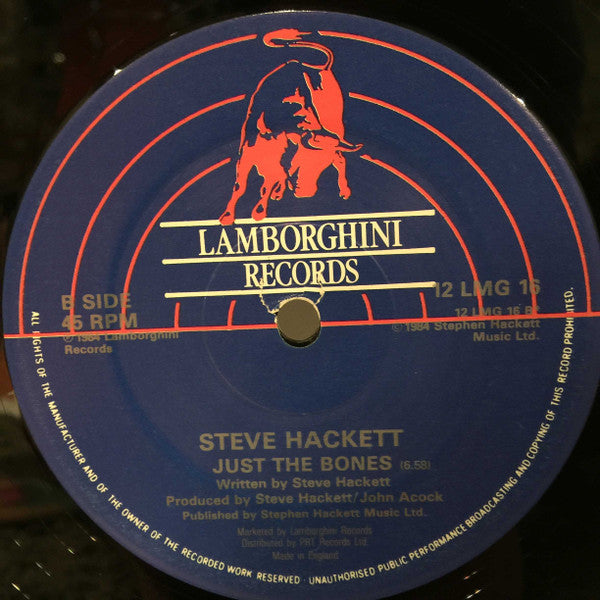 LAMBORGHINI
RECORDS
B SIDE
45 RPM
℗ 1984 Lamborghini
Records
12 LMG 16
12 LMG 16 B
© 1984 Stephen Hackett
Music Ltd.
STEVE HACKETT
JUST THE BONES (6.58)
Written by Steve Hackett
Produced by Steve Hackett/John Acock
Published by Stephen Hackett Music Ltd.
Marketed by Lamborghini Records
Distributed by PRT Records Ltd.
Made in England
ALL RIGHTS OF THE MANUFACTURER AND OF THE OWNER OF THE RECORDED WORK RESERVED · UNAUTHORISED PUBLIC PERFORMANCE BROADCASTING AND COPYING OF THIS RECORD PROHIBITED.